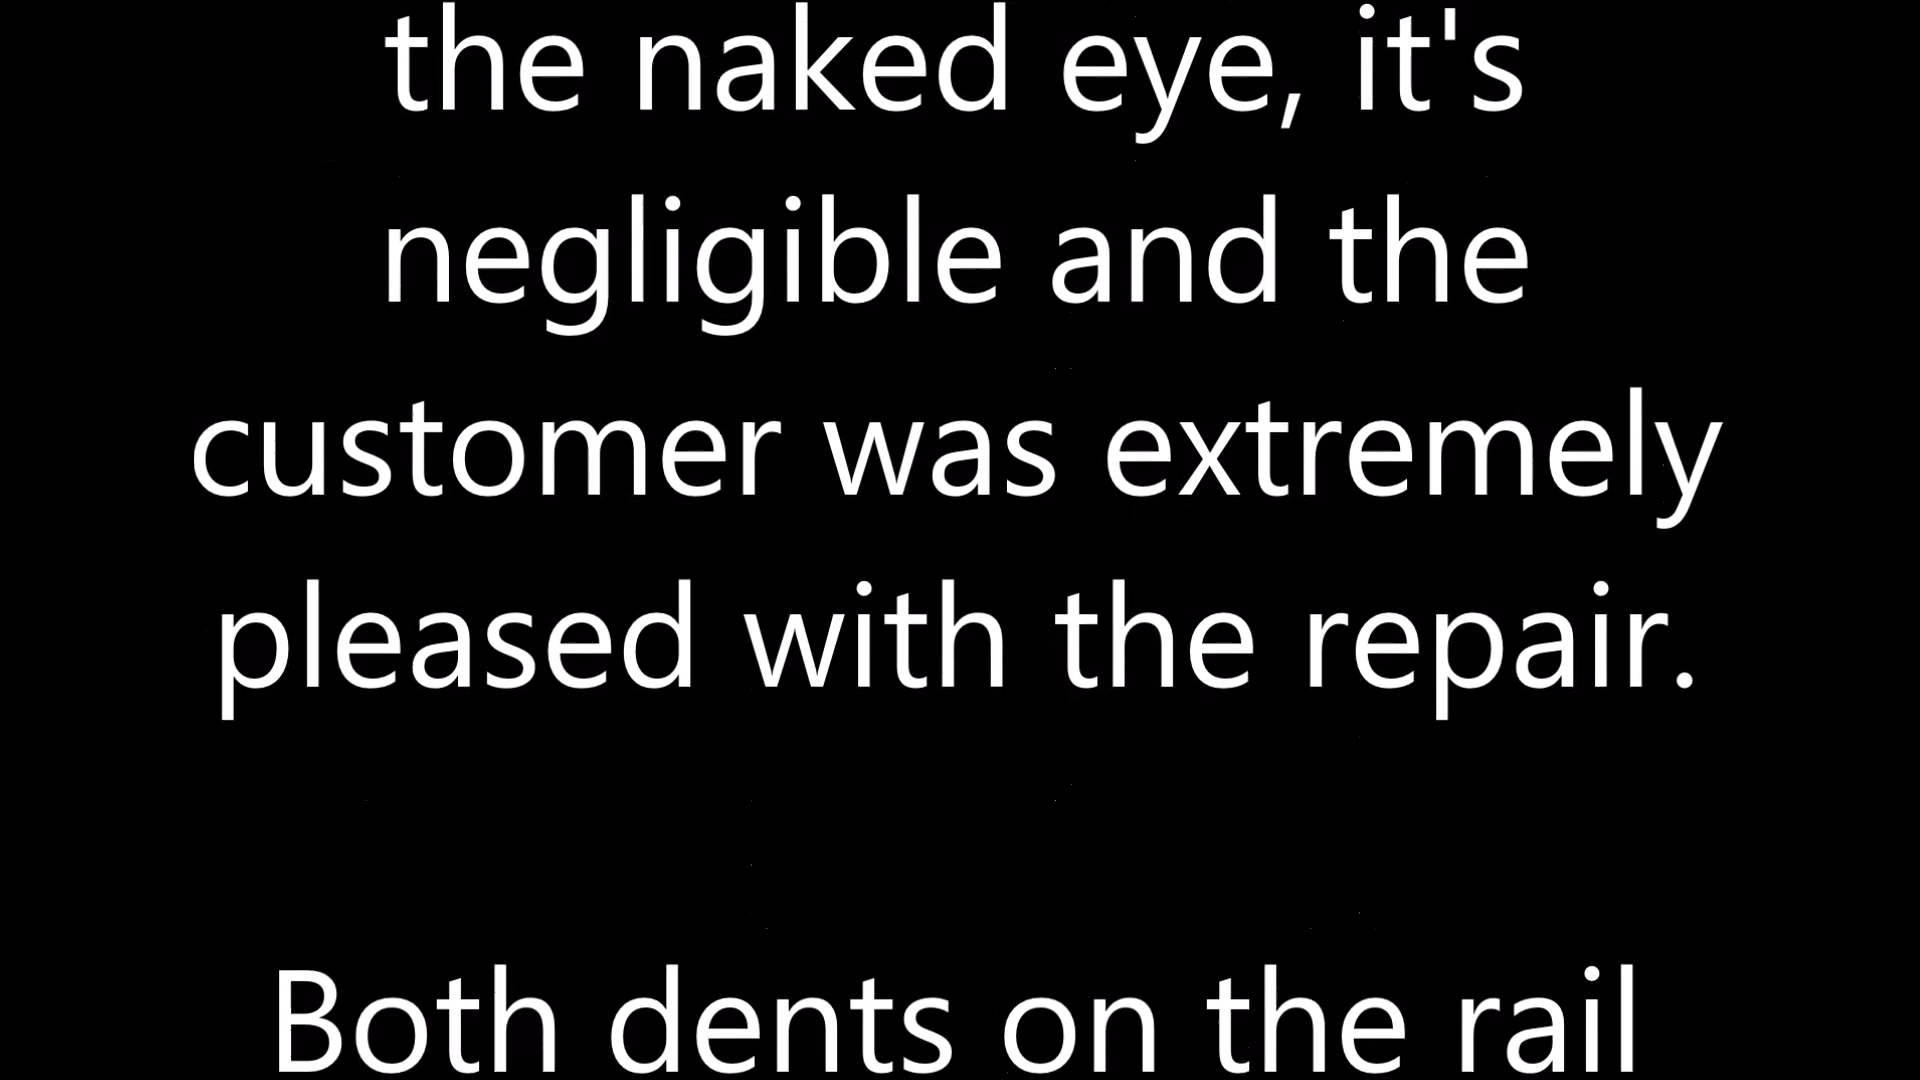 the naked eye, it's
negligible and the
customer was extremely
pleased with the repair.
Both dents on the rail